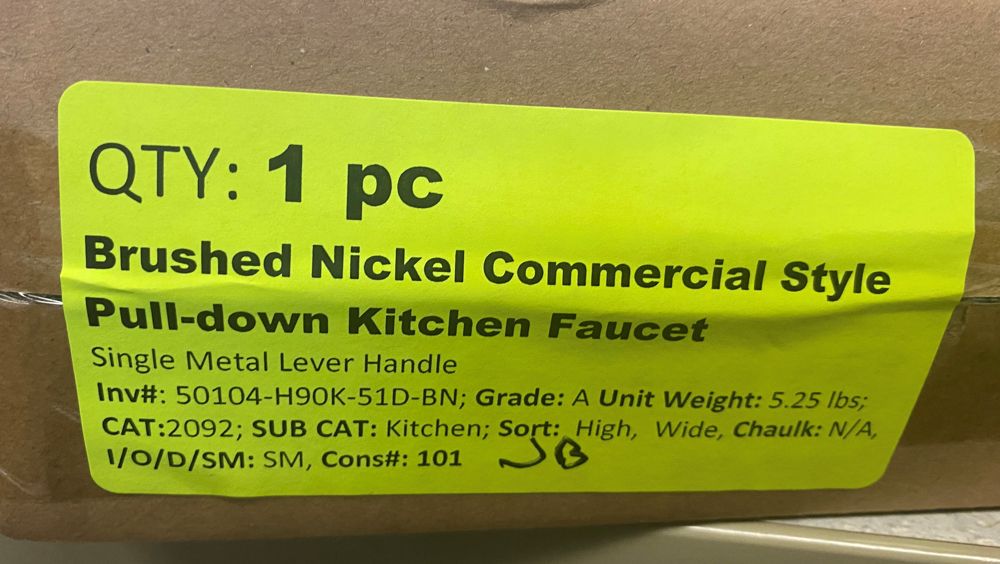 QTY: 1 pc
Brushed Nickel Commercial Style
Pull-down Kitchen Faucet
Single Metal Lever Handle
Inv#: 50104-H90K-51D-BN; Grade: A Unit Weight: 5.25 lbs;
CAT:2092; SUB CAT: Kitchen; Sort: High, Wide, Chaulk: N/A,
I/O/D/SM: SM, Cons#: 101 JB